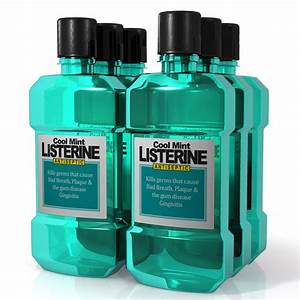 Cool Mint
LISTERINE
ANTISEPTIC
Kills germs that cause
Bad Breath, Plaque &
the gum disease
Gingivitis
Cool Mint
LISTERINE
ANTISEPTIC
Kills germs that cause
Bad Breath, Plaque &
the gum disease
Gingivitis